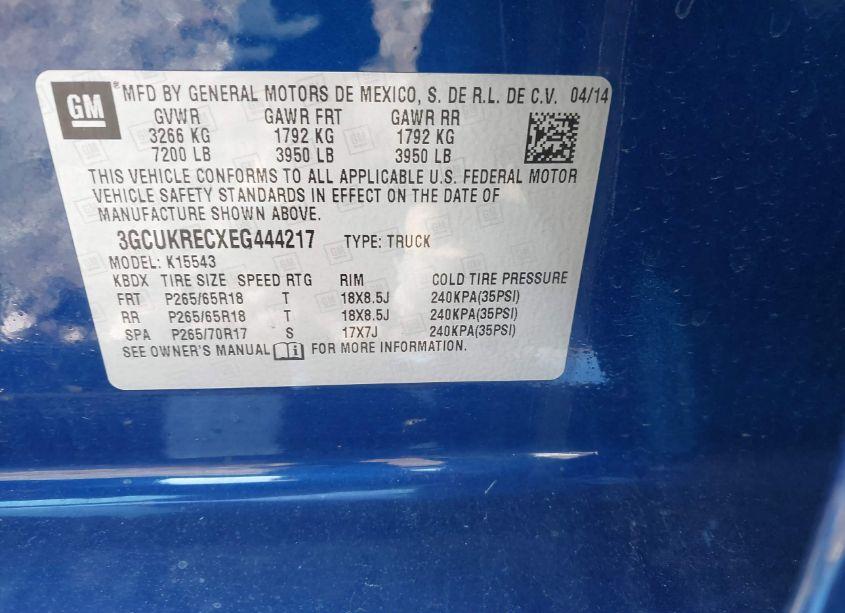 GM ® MFD BY GENERAL MOTORS DE MEXICO, S. DE R.L. DE C.V. 04/14
GVWR GAWR FRT GAWR RR
3266 KG 1792 KG 1792 KG
7200 LB 3950 LB 3950 LB
THIS VEHICLE CONFORMS TO ALL APPLICABLE U.S. FEDERAL MOTOR
VEHICLE SAFETY STANDARDS IN EFFECT ON THE DATE OF
MANUFACTURE SHOWN ABOVE.
3GCUKRECXEG444217 TYPE: TRUCK
MODEL: K15543
KBDX TIRE SIZE SPEED RTG RIM COLD TIRE PRESSURE
FRT P265/65R18 T 18X8.5J 240KPA(35PSI)
RR P265/65R18 T 18X8.5J 240KPA(35PSI)
SPA P265/70R17 S 17X7J 240KPA(35PSI)
SEE OWNER'S MANUAL i FOR MORE INFORMATION.